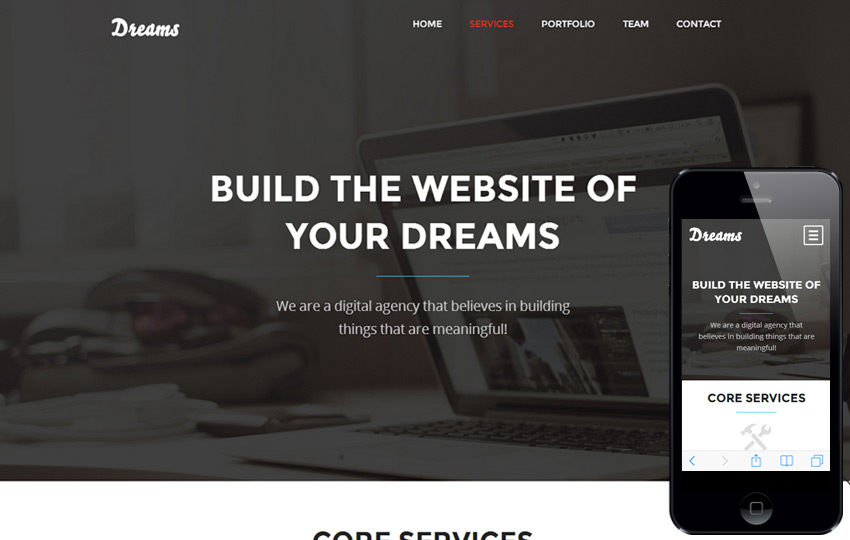 Dreams
HOME SERVICES PORTFOLIO TEAM CONTACT
BUILD THE WEBSITE OF
YOUR DREAMS
We are a digital agency that believes in building
things that are meaningful!
CORE SERVICES
Dreams
BUILD THE WEBSITE OF
YOUR DREAMS
We are a digital agency that
believes in building things that are
meaningful!
CORE SERVICES